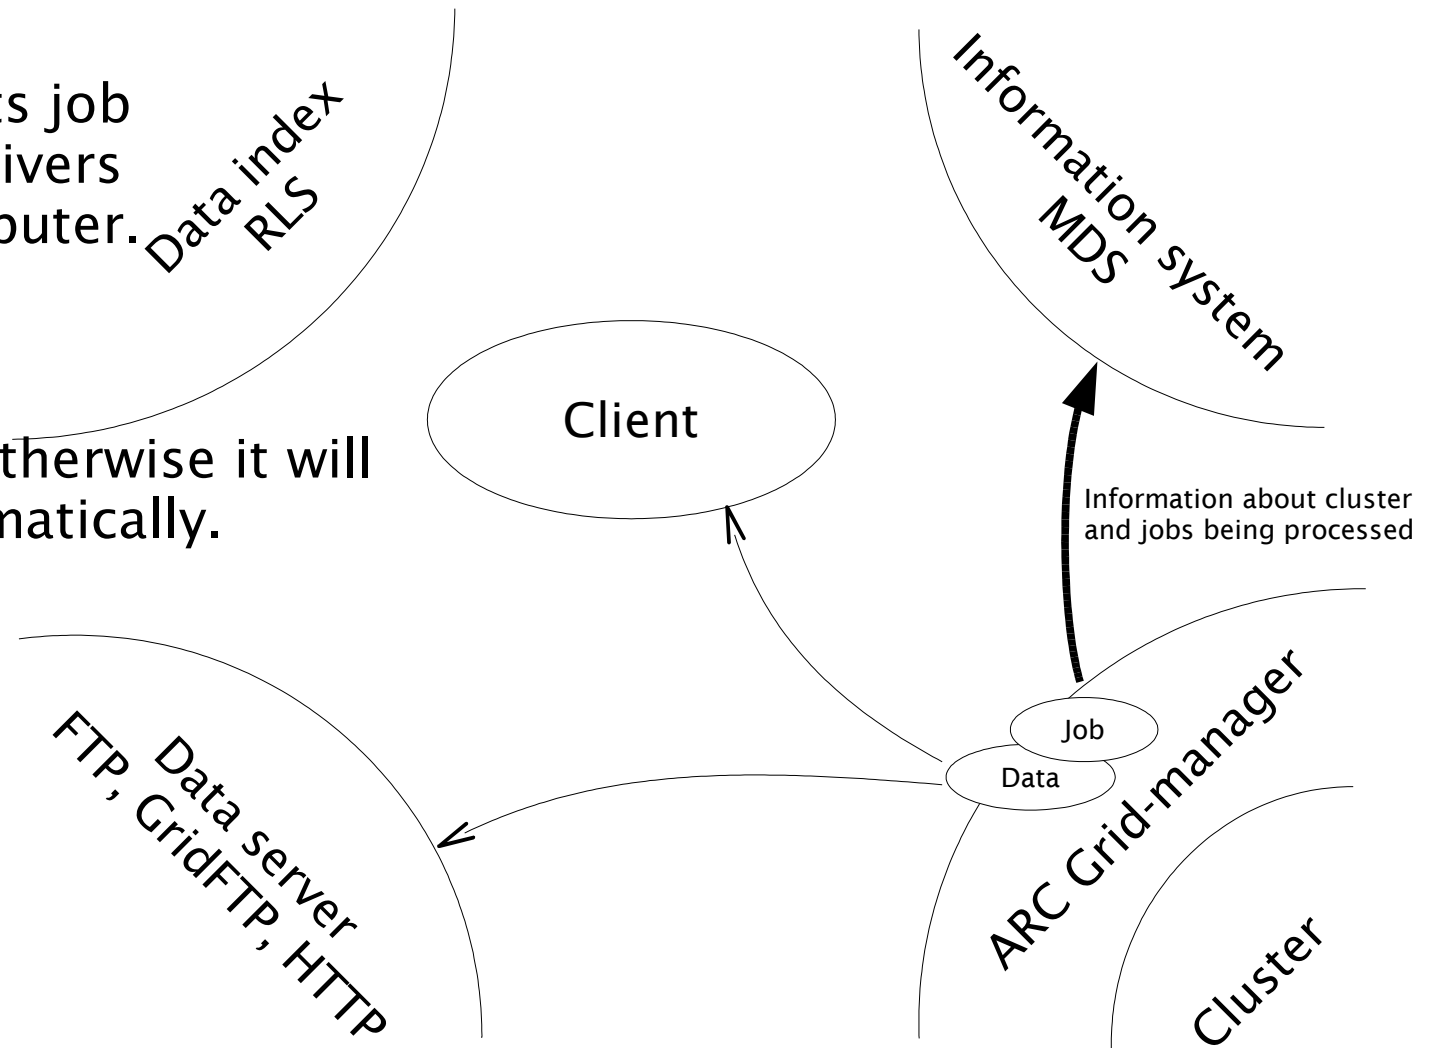 ts job
ivers
puter.
Data index
RLS
Information system
MDS
Client
therwise it will
matically.
Information about cluster
and jobs being processed
Job
Data
ARC Grid-manager
Cluster
Data server
FTP, GridFTP, HTTP